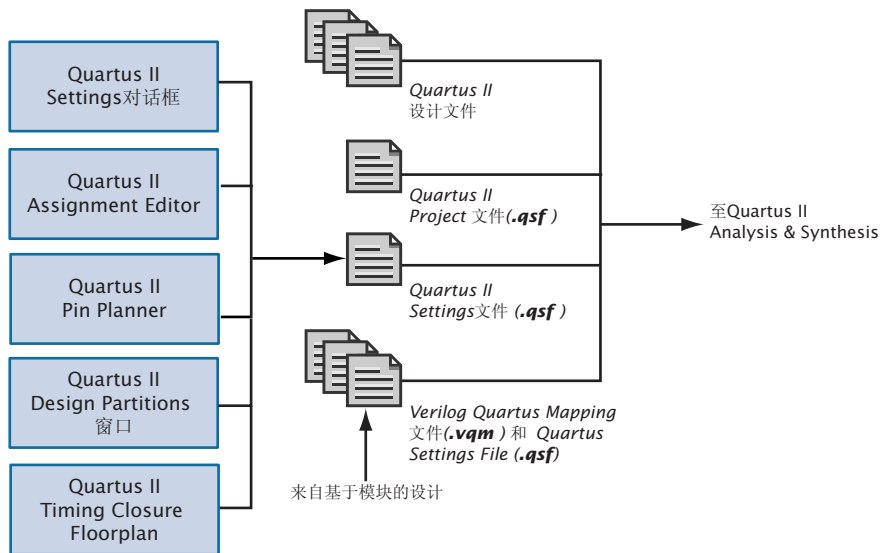 Quartus II
Settings对话框
Quartus II
Assignment Editor
Quartus II
Pin Planner
Quartus II
Design Partitions
窗口
Quartus II
Timing Closure
Floorplan
Quartus II
设计文件
Quartus II
Project 文件(.qsf )
Quartus II
Settings文件 (.qsf )
Verilog Quartus Mapping
文件(.vqm ) 和 Quartus
Settings File (.qsf)
来自基于模块的设计
至Quartus II
Analysis & Synthesis